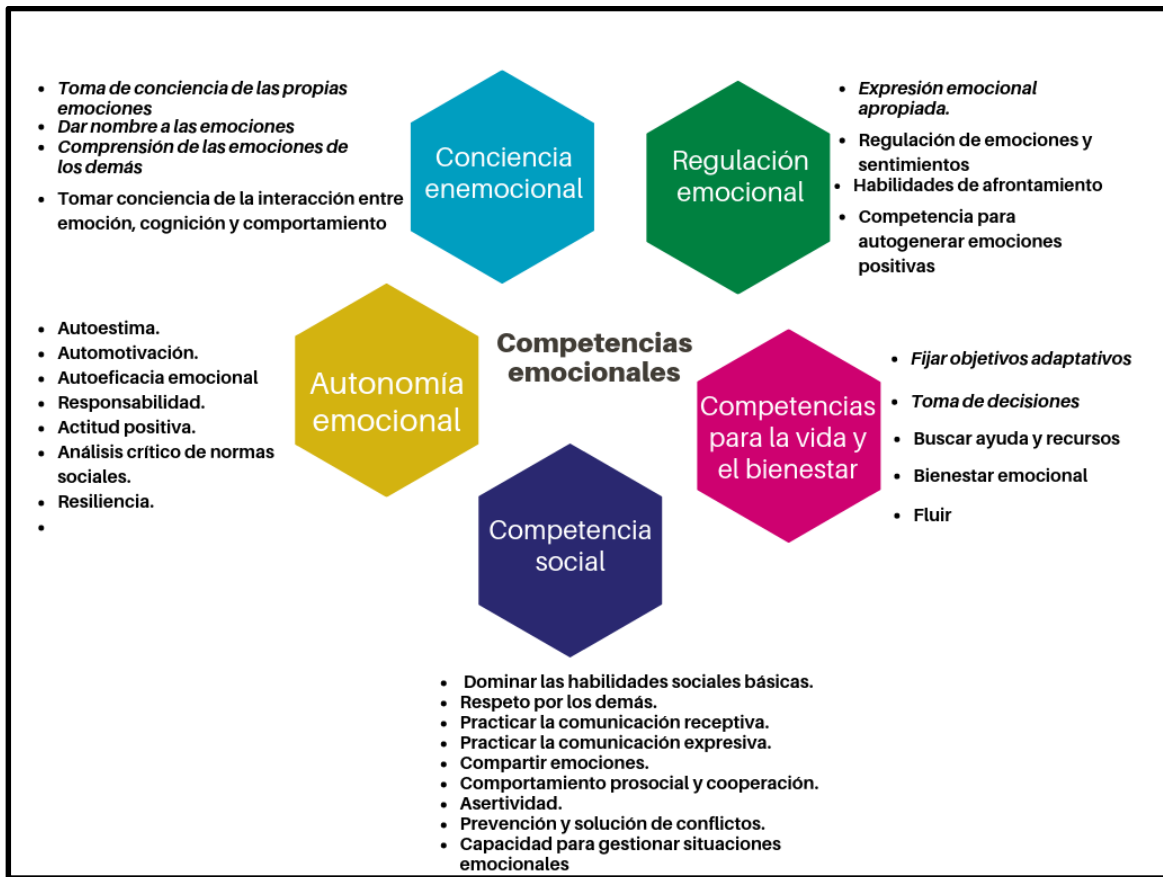 • Toma de conciencia de las propias
emociones
• Dar nombre a las emociones
• Comprensión de las emociones de
los demás
• Tomar conciencia de la interacción entre
emoción, cognición y comportamiento
Conciencia
enemocional
Regulación
emocional
• Expresión emocional
apropiada.
• Regulación de emociones y
sentimientos
• Habilidades de afrontamiento
• Competencia para
autogenerar emociones
positivas
• Autoestima.
• Automotivación.
• Autoeficacia emocional
• Responsabilidad.
• Actitud positiva.
• Análisis crítico de normas
sociales.
• Resiliencia.
•
Autonomía
emocional
Competencias
emocionales
Competencias
para la vida y
el bienestar
• Fijar objetivos adaptativos
• Toma de decisiones
• Buscar ayuda y recursos
• Bienestar emocional
• Fluir
Competencia
social
• Dominar las habilidades sociales básicas.
• Respeto por los demás.
• Practicar la comunicación receptiva.
• Practicar la comunicación expresiva.
• Compartir emociones.
• Comportamiento prosocial y cooperación.
• Asertividad.
• Prevención y solución de conflictos.
• Capacidad para gestionar situaciones
emocionales